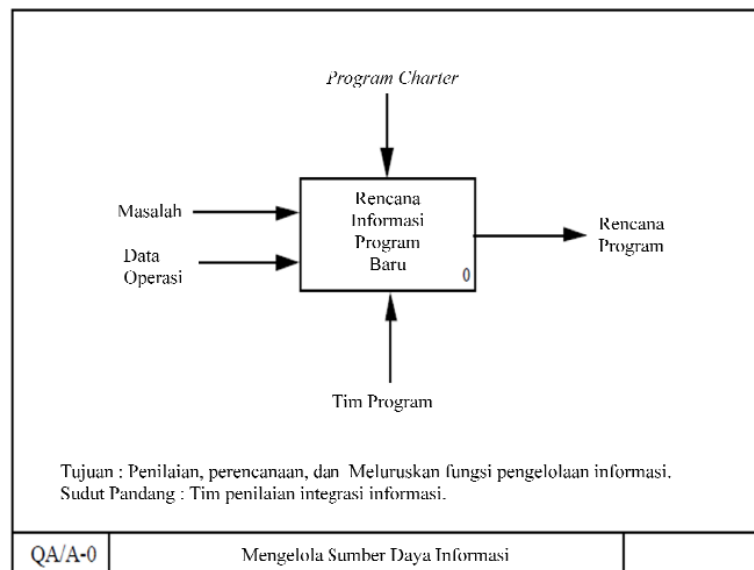 Program Charter
Masalah
Data
Operasi
Rencana
Informasi
Program
Baru
0
Rencana
Program
Tim Program
Tujuan : Penilaian, perencanaan, dan Meluruskan fungsi pengelolaan informasi.
Sudut Pandang : Tim penilaian integrasi informasi.
QA/A-0
Mengelola Sumber Daya Informasi